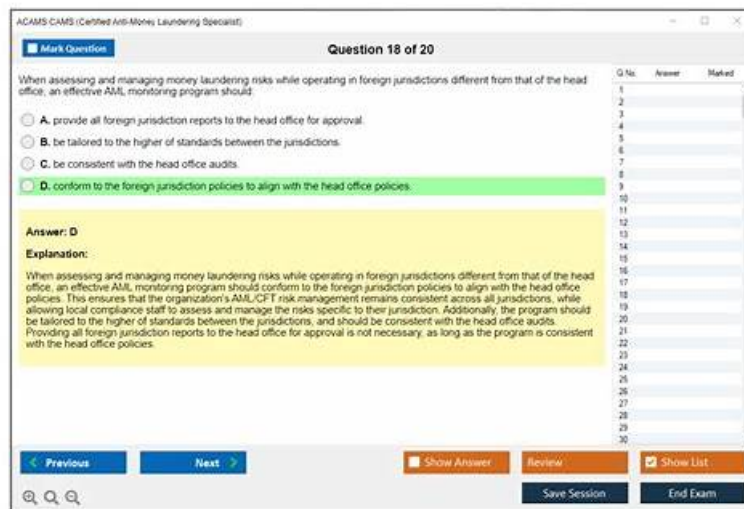 ACAMS CAMS (Certified Anti-Money Laundering Specialist)
Mark Question
Question 18 of 20
Q No. Answer Marked
When assessing and managing money laundering risks while operating in foreign jurisdictions different from that of the head
office, an effective AML monitoring program should:
A. provide all foreign jurisdiction reports to the head office for approval.
B. be tailored to the higher of standards between the jurisdictions.
C. be consistent with the head office audits.
D. conform to the foreign jurisdiction policies to align with the head office policies.
Answer: D
Explanation:
When assessing and managing money laundering risks while operating in foreign jurisdictions different from that of the head
office, an effective AML monitoring program should conform to the foreign jurisdiction policies to align with the head office
policies. This ensures that the organization's AML/CFT risk management remains consistent across all jurisdictions, while
allowing local compliance staff to assess and manage the risks specific to their jurisdiction. Additionally, the program should
be tailored to the higher of standards between the jurisdictions, and should be consistent with the head office audits.
Providing all foreign jurisdiction reports to the head office for approval is not necessary, as long as the program is consistent
with the head office policies.
1
2
3
4
5
6
7
8
9
10
11
12
13
14
15
16
17
18
19
20
21
22
23
24
25
26
27
28
29
30
Previous
Next
Show Answer
Review
Show List
Save Session
End Exam